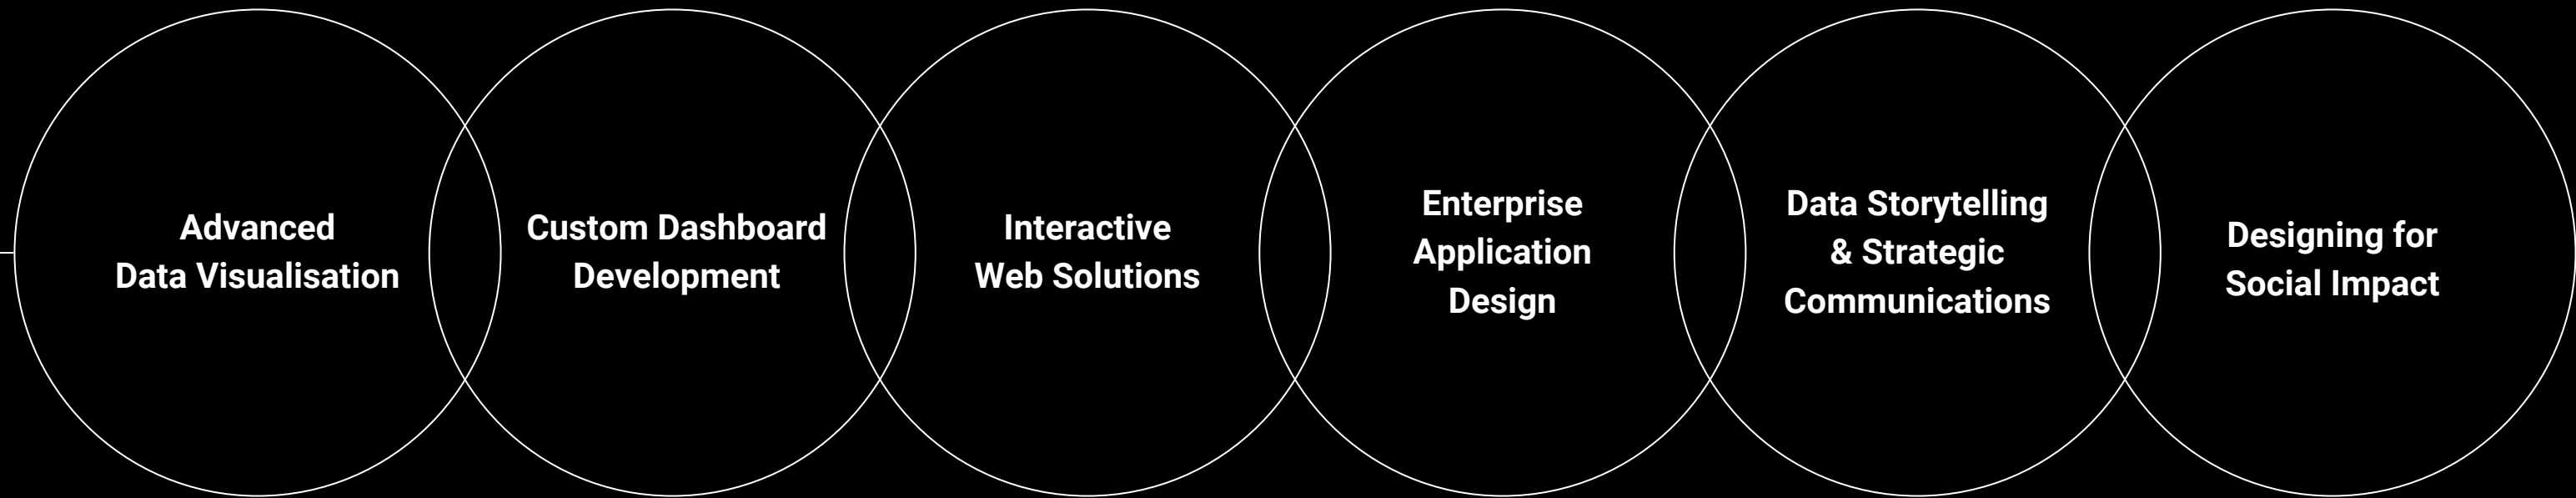 Advanced
Data Visualisation
Custom Dashboard
Development
Interactive
Web Solutions
Enterprise
Application
Design
Data Storytelling
& Strategic
Communications
Designing for
Social Impact